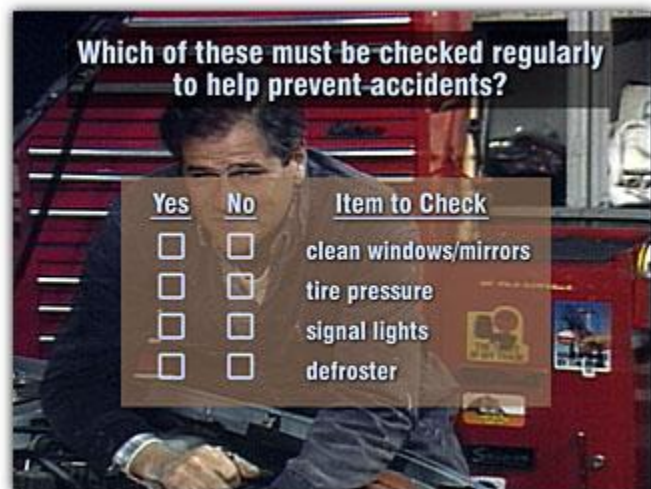 Which of these must be checked regularly
to help prevent accidents?
Yes No Item to Check
clean windows/mirrors
tire pressure
signal lights
defroster